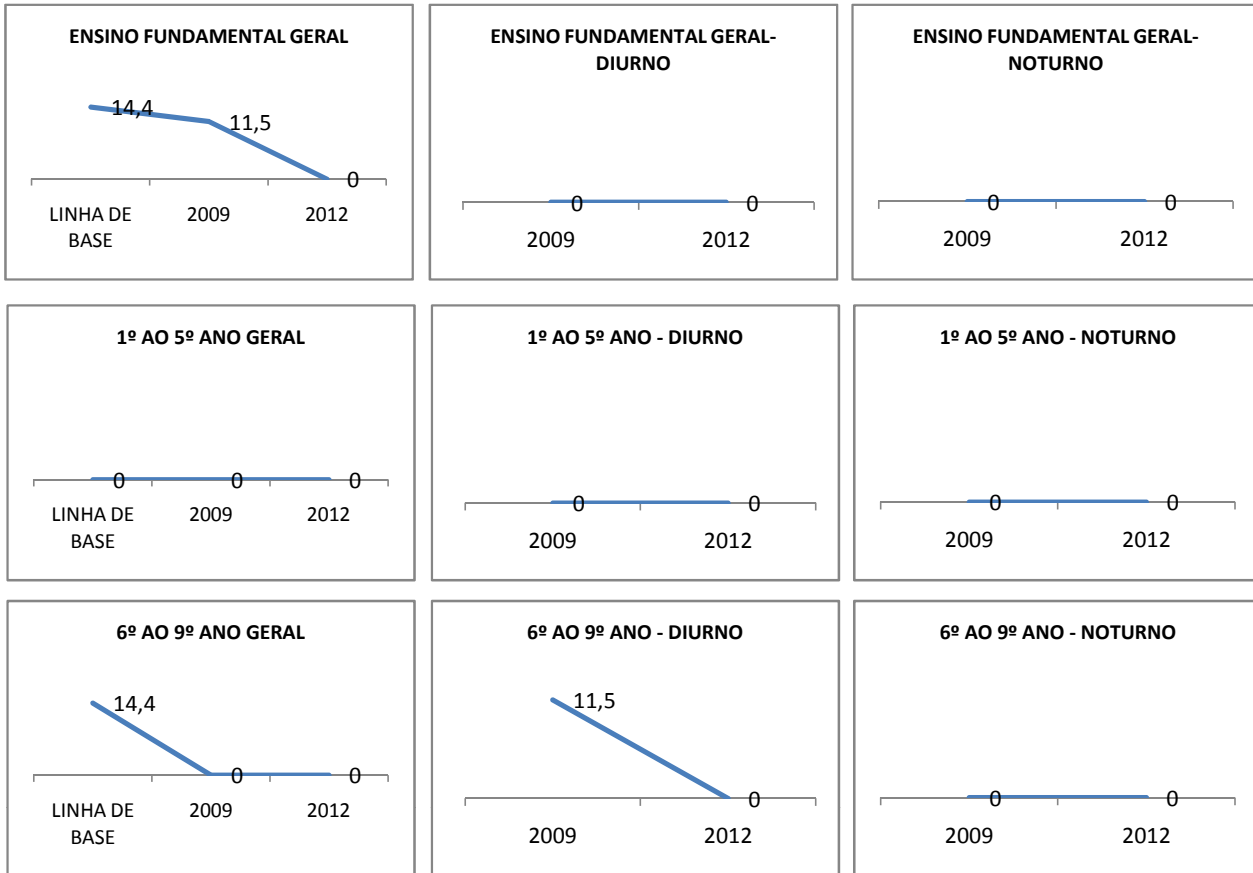 ENSINO FUNDAMENTAL GERAL
14,4
11,5
0
LINHA DE
BASE
2009
2012
ENSINO FUNDAMENTAL GERAL-
DIURNO
0
0
2009
2012
ENSINO FUNDAMENTAL GERAL-
NOTURNO
0
0
2009
2012
1º AO 5º ANO GERAL
0
0
0
LINHA DE
BASE
2009
2012
1º AO 5º ANO - DIURNO
0
0
2009
2012
1º AO 5º ANO - NOTURNO
0
0
2009
2012
6º AO 9º ANO GERAL
14,4
0
0
LINHA DE
BASE
2009
2012
6º AO 9º ANO - DIURNO
11,5
0
2009
2012
6º AO 9º ANO - NOTURNO
0
0
2009
2012